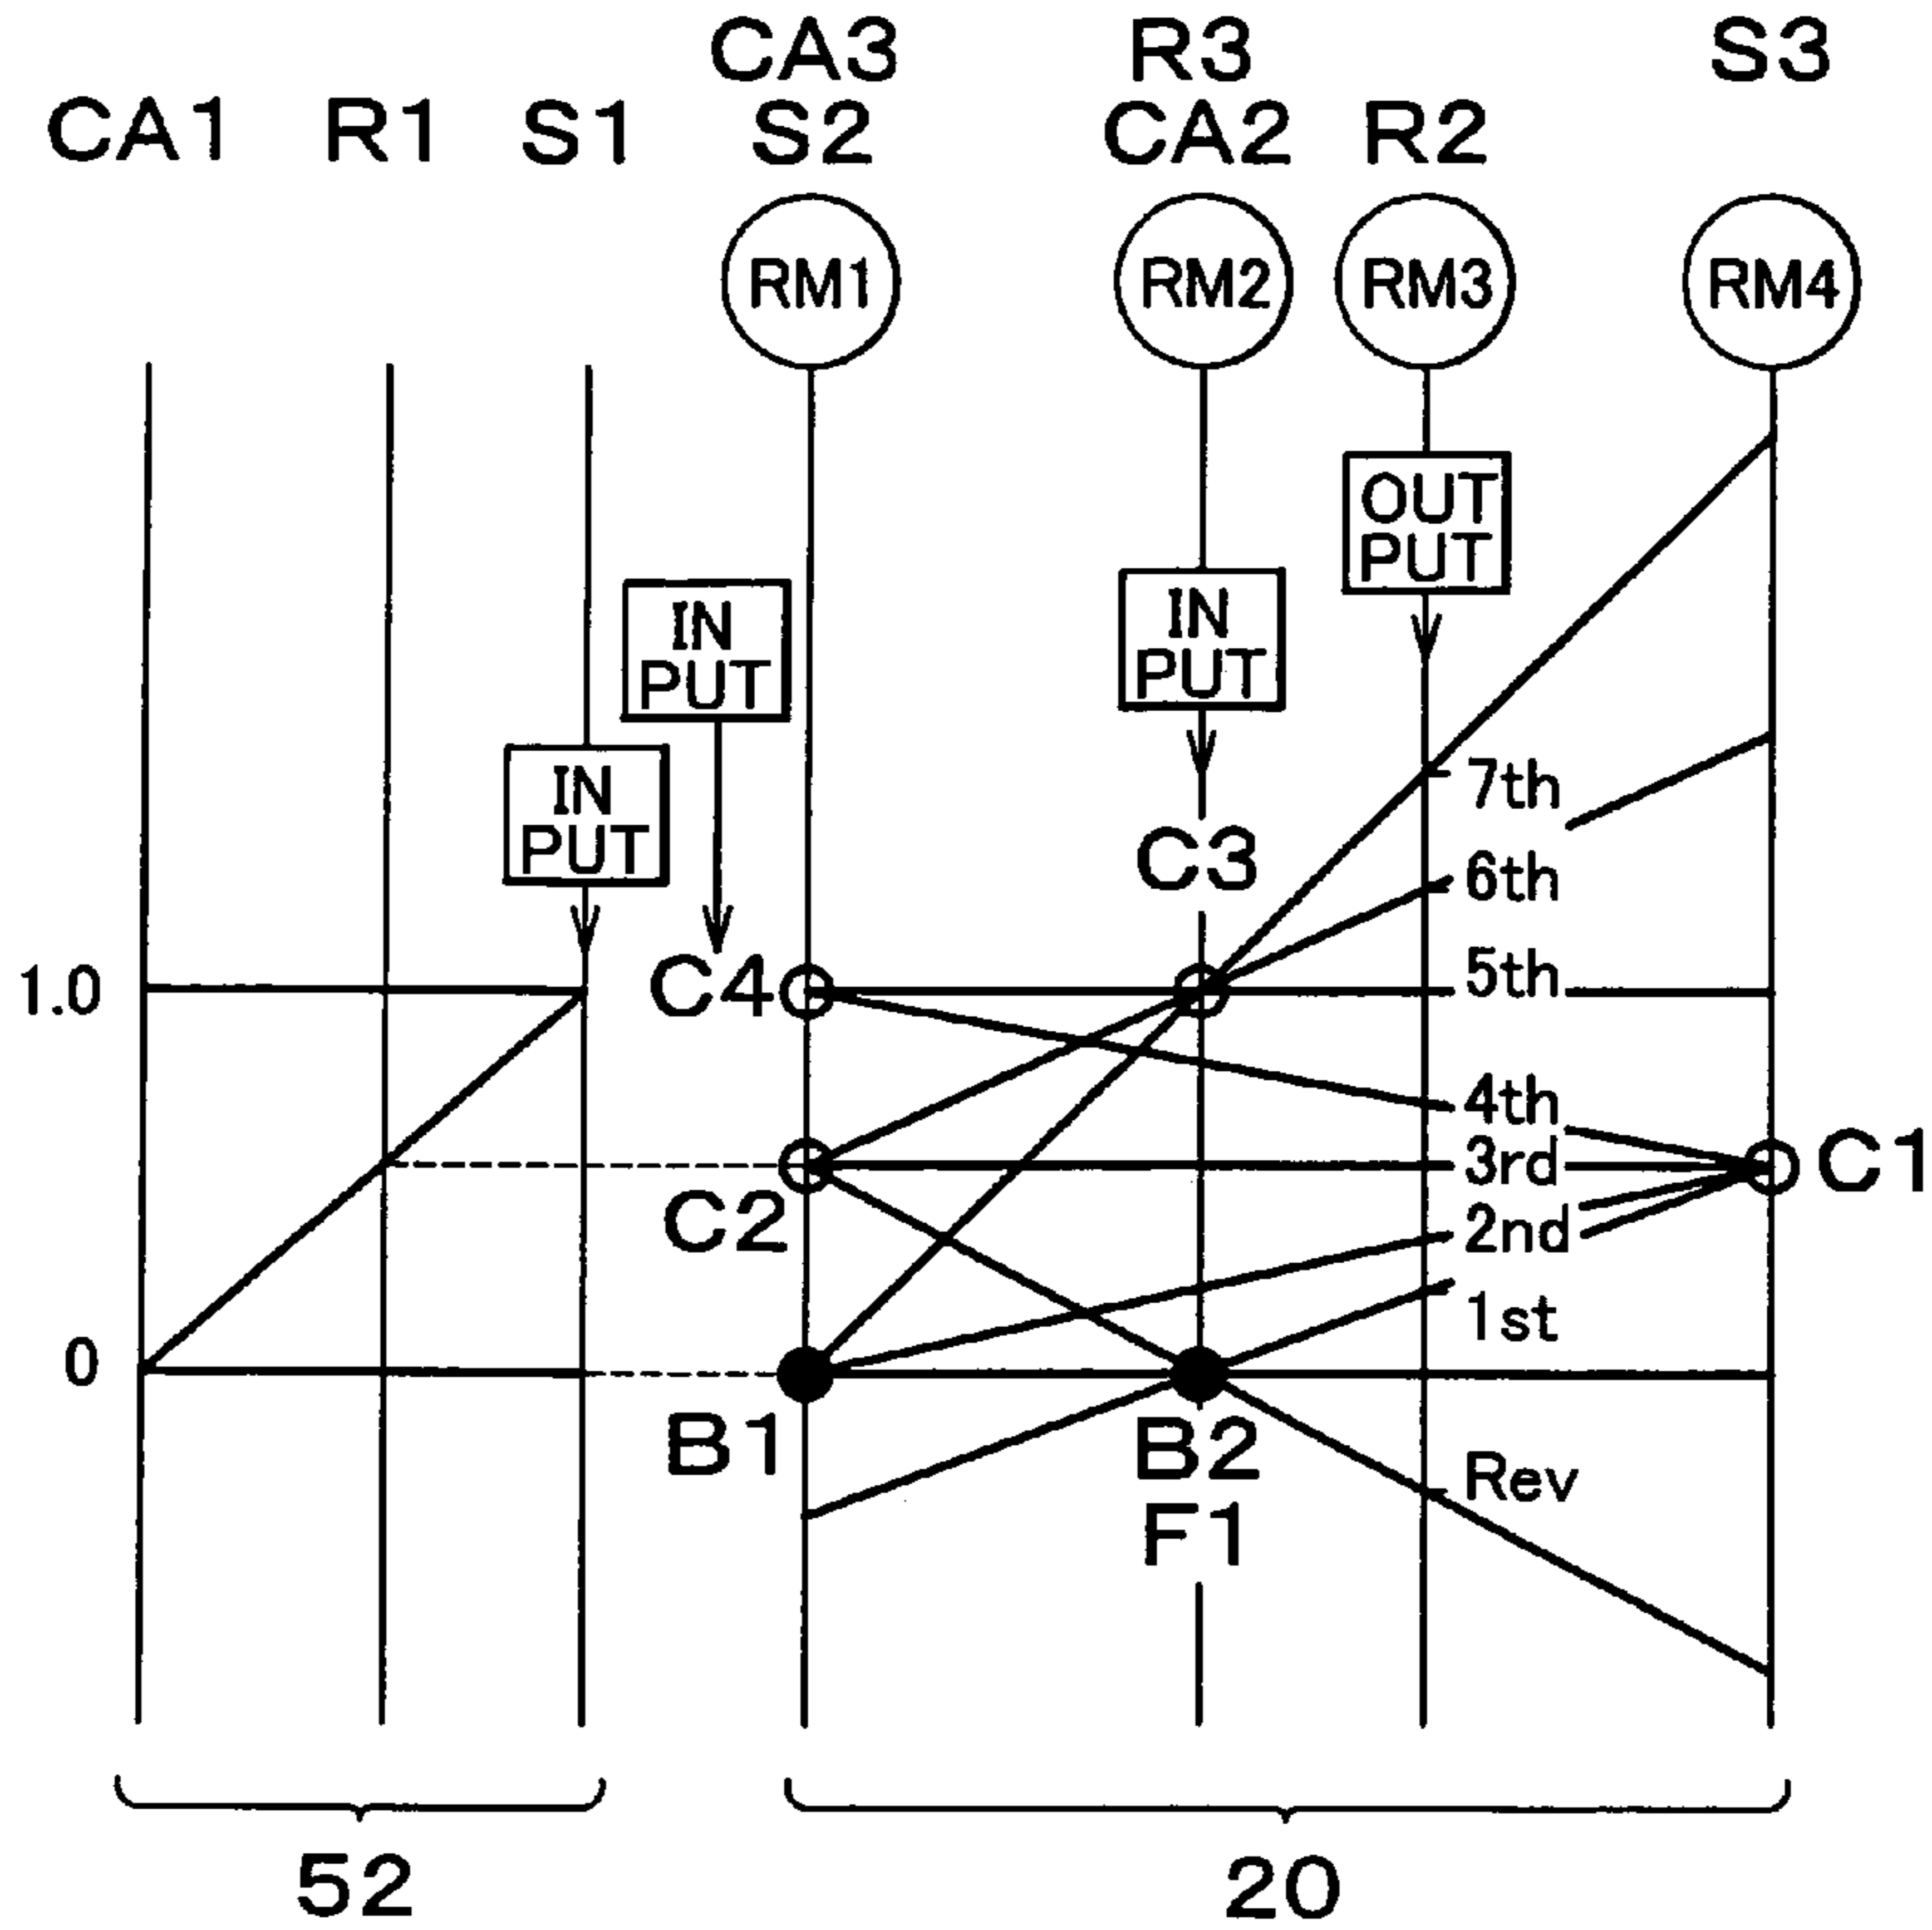 CA3 R3 S3
CA1 R1 S1 S2 CA2 R2
RM1 RM2 RM3 RM4
OUT
PUT
IN
PUT
IN
PUT
IN
PUT
7th
C3
6th
1.0
C4
5th
4th
3rd
C1
C2
2nd
1st
0
B1
B2
F1
Rev
52
20